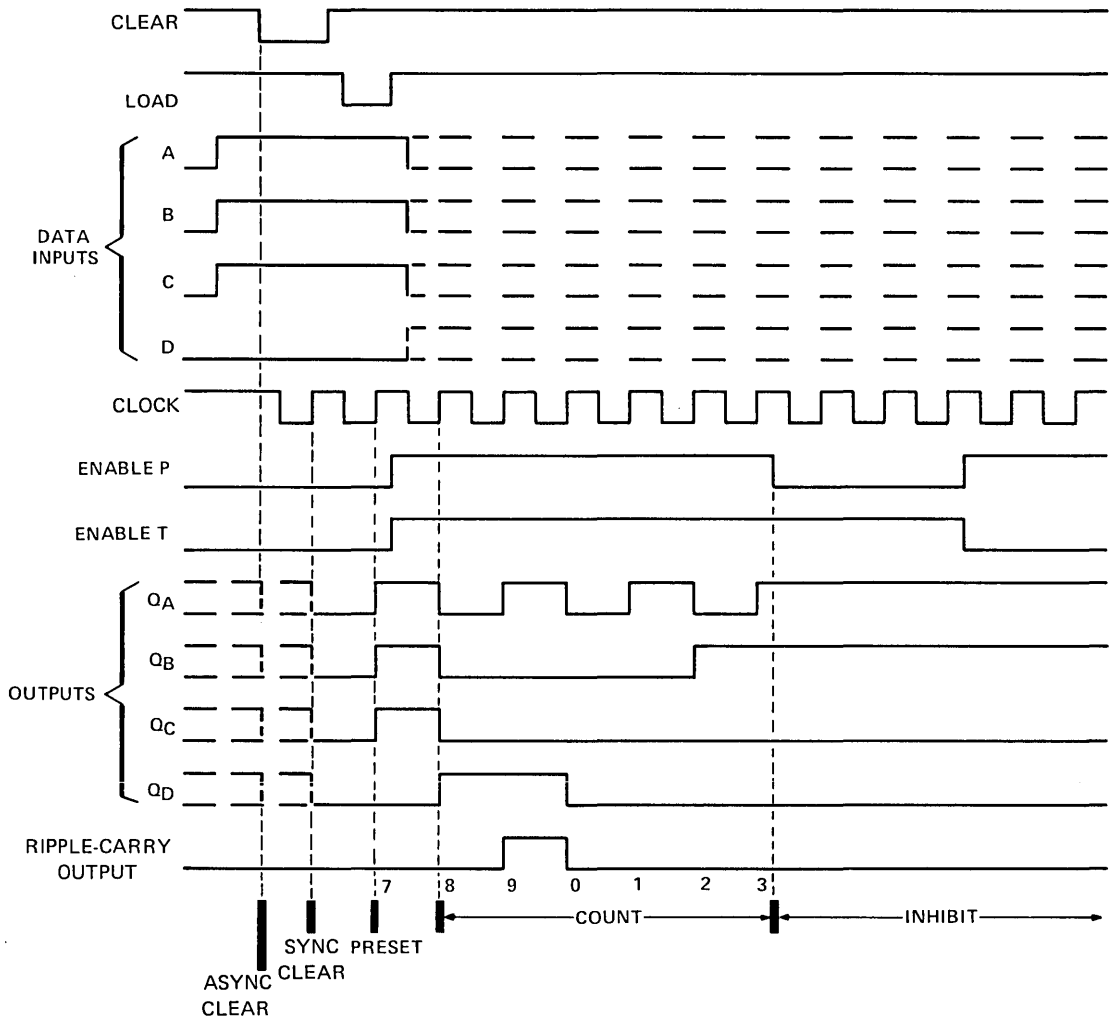 CLEAR
LOAD
A
B
DATA
INPUTS
C
D
CLOCK
ENABLE P
ENABLE T
QA
QB
OUTPUTS
QC
QD
RIPPLE-CARRY
OUTPUT
7 8 9 0 1 2 3
COUNT INHIBIT
SYNC PRESET
CLEAR
ASYNC
CLEAR